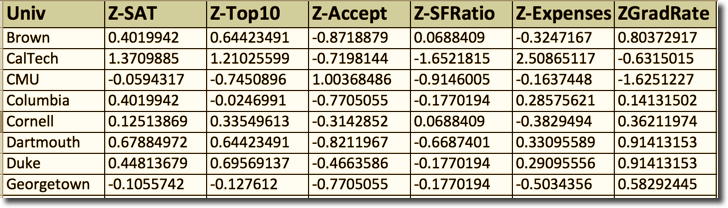 Univ Z-SAT Z-Top10 Z-Accept Z-SFRatio Z-Expenses ZGradRate
Brown 0.4019942 0.64423491 -0.8718879 0.0688409 -0.3247167 0.80372917
CalTech 1.3709885 1.21025599 -0.7198144 -1.6521815 2.50865117 -0.6315015
CMU -0.0594317 -0.7450896 1.00368486 -0.9146005 -0.1637448 -1.6251227
Columbia 0.4019942 -0.0246991 -0.7705055 -0.1770194 0.28575621 0.14131502
Cornell 0.12513869 0.33549613 -0.3142852 0.0688409 -0.3829494 0.36211974
Dartmouth 0.67884972 0.64423491 -0.8211967 -0.6687401 0.33095589 0.91413153
Duke 0.44813679 0.69569137 -0.4663586 -0.1770194 0.29095556 0.91413153
Georgetown -0.1055742 -0.127612 -0.7705055 -0.1770194 -0.5034356 0.58292445